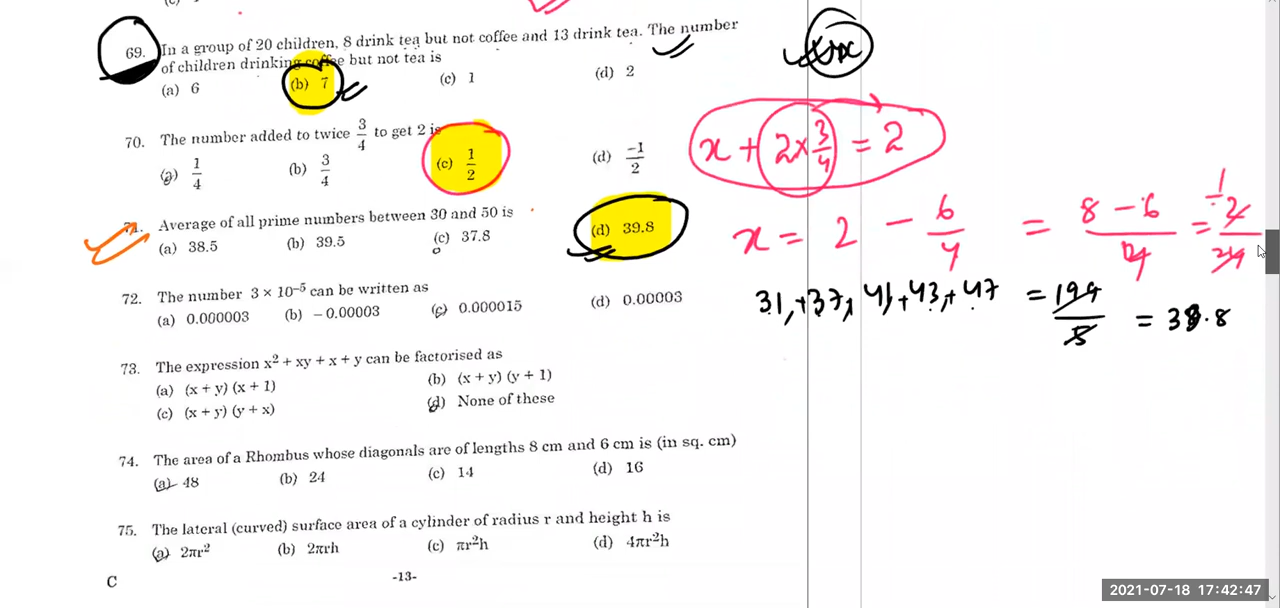 69. In a group of 20 children, 8 drink tea but not coffee and 13 drink tea. The number
of children drinking coffee but not tea is
(a) 6 (b) 7 (c) 1 (d) 2
70. The number added to twice 3/4 to get 2 is
(a) 1/4 (b) 3/4 (c) 1/2 (d) -1/2
x + 2 × 3/4 = 2
71. Average of all prime numbers between 30 and 50 is
(a) 38.5 (b) 39.5 (c) 37.8 (d) 39.8
x = 2 - 6/4 = 8-6/4 = 2/4
72. The number 3 × 10⁻⁵ can be written as
(a) 0.000003 (b) – 0.00003 (c) 0.000015 (d) 0.00003
31, +37, 41, +43, +47 = 199/5 = 39.8
73. The expression x² + xy + x + y can be factorised as
(a) (x + y) (x + 1) (b) (x + y) (y + 1)
(c) (x + y) (y + x) (d) None of these
74. The area of a Rhombus whose diagonals are of lengths 8 cm and 6 cm is (in sq. cm)
(a) 48 (b) 24 (c) 14 (d) 16
75. The lateral (curved) surface area of a cylinder of radius r and height h is
(a) 2πr² (b) 2πrh (c) πr²h (d) 4πr²h
C -13-
2021-07-18 17:42:47